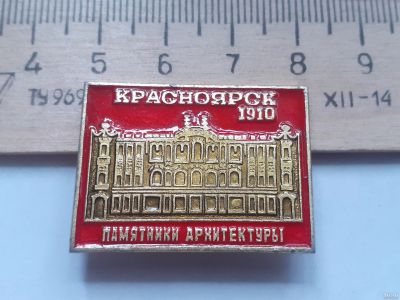 4 5 6 7 8 9
ТУ 969
XII-14
КРАСНОЯРСК
1910
ПАМЯТНИКИ АРХИТЕКТУРЫ